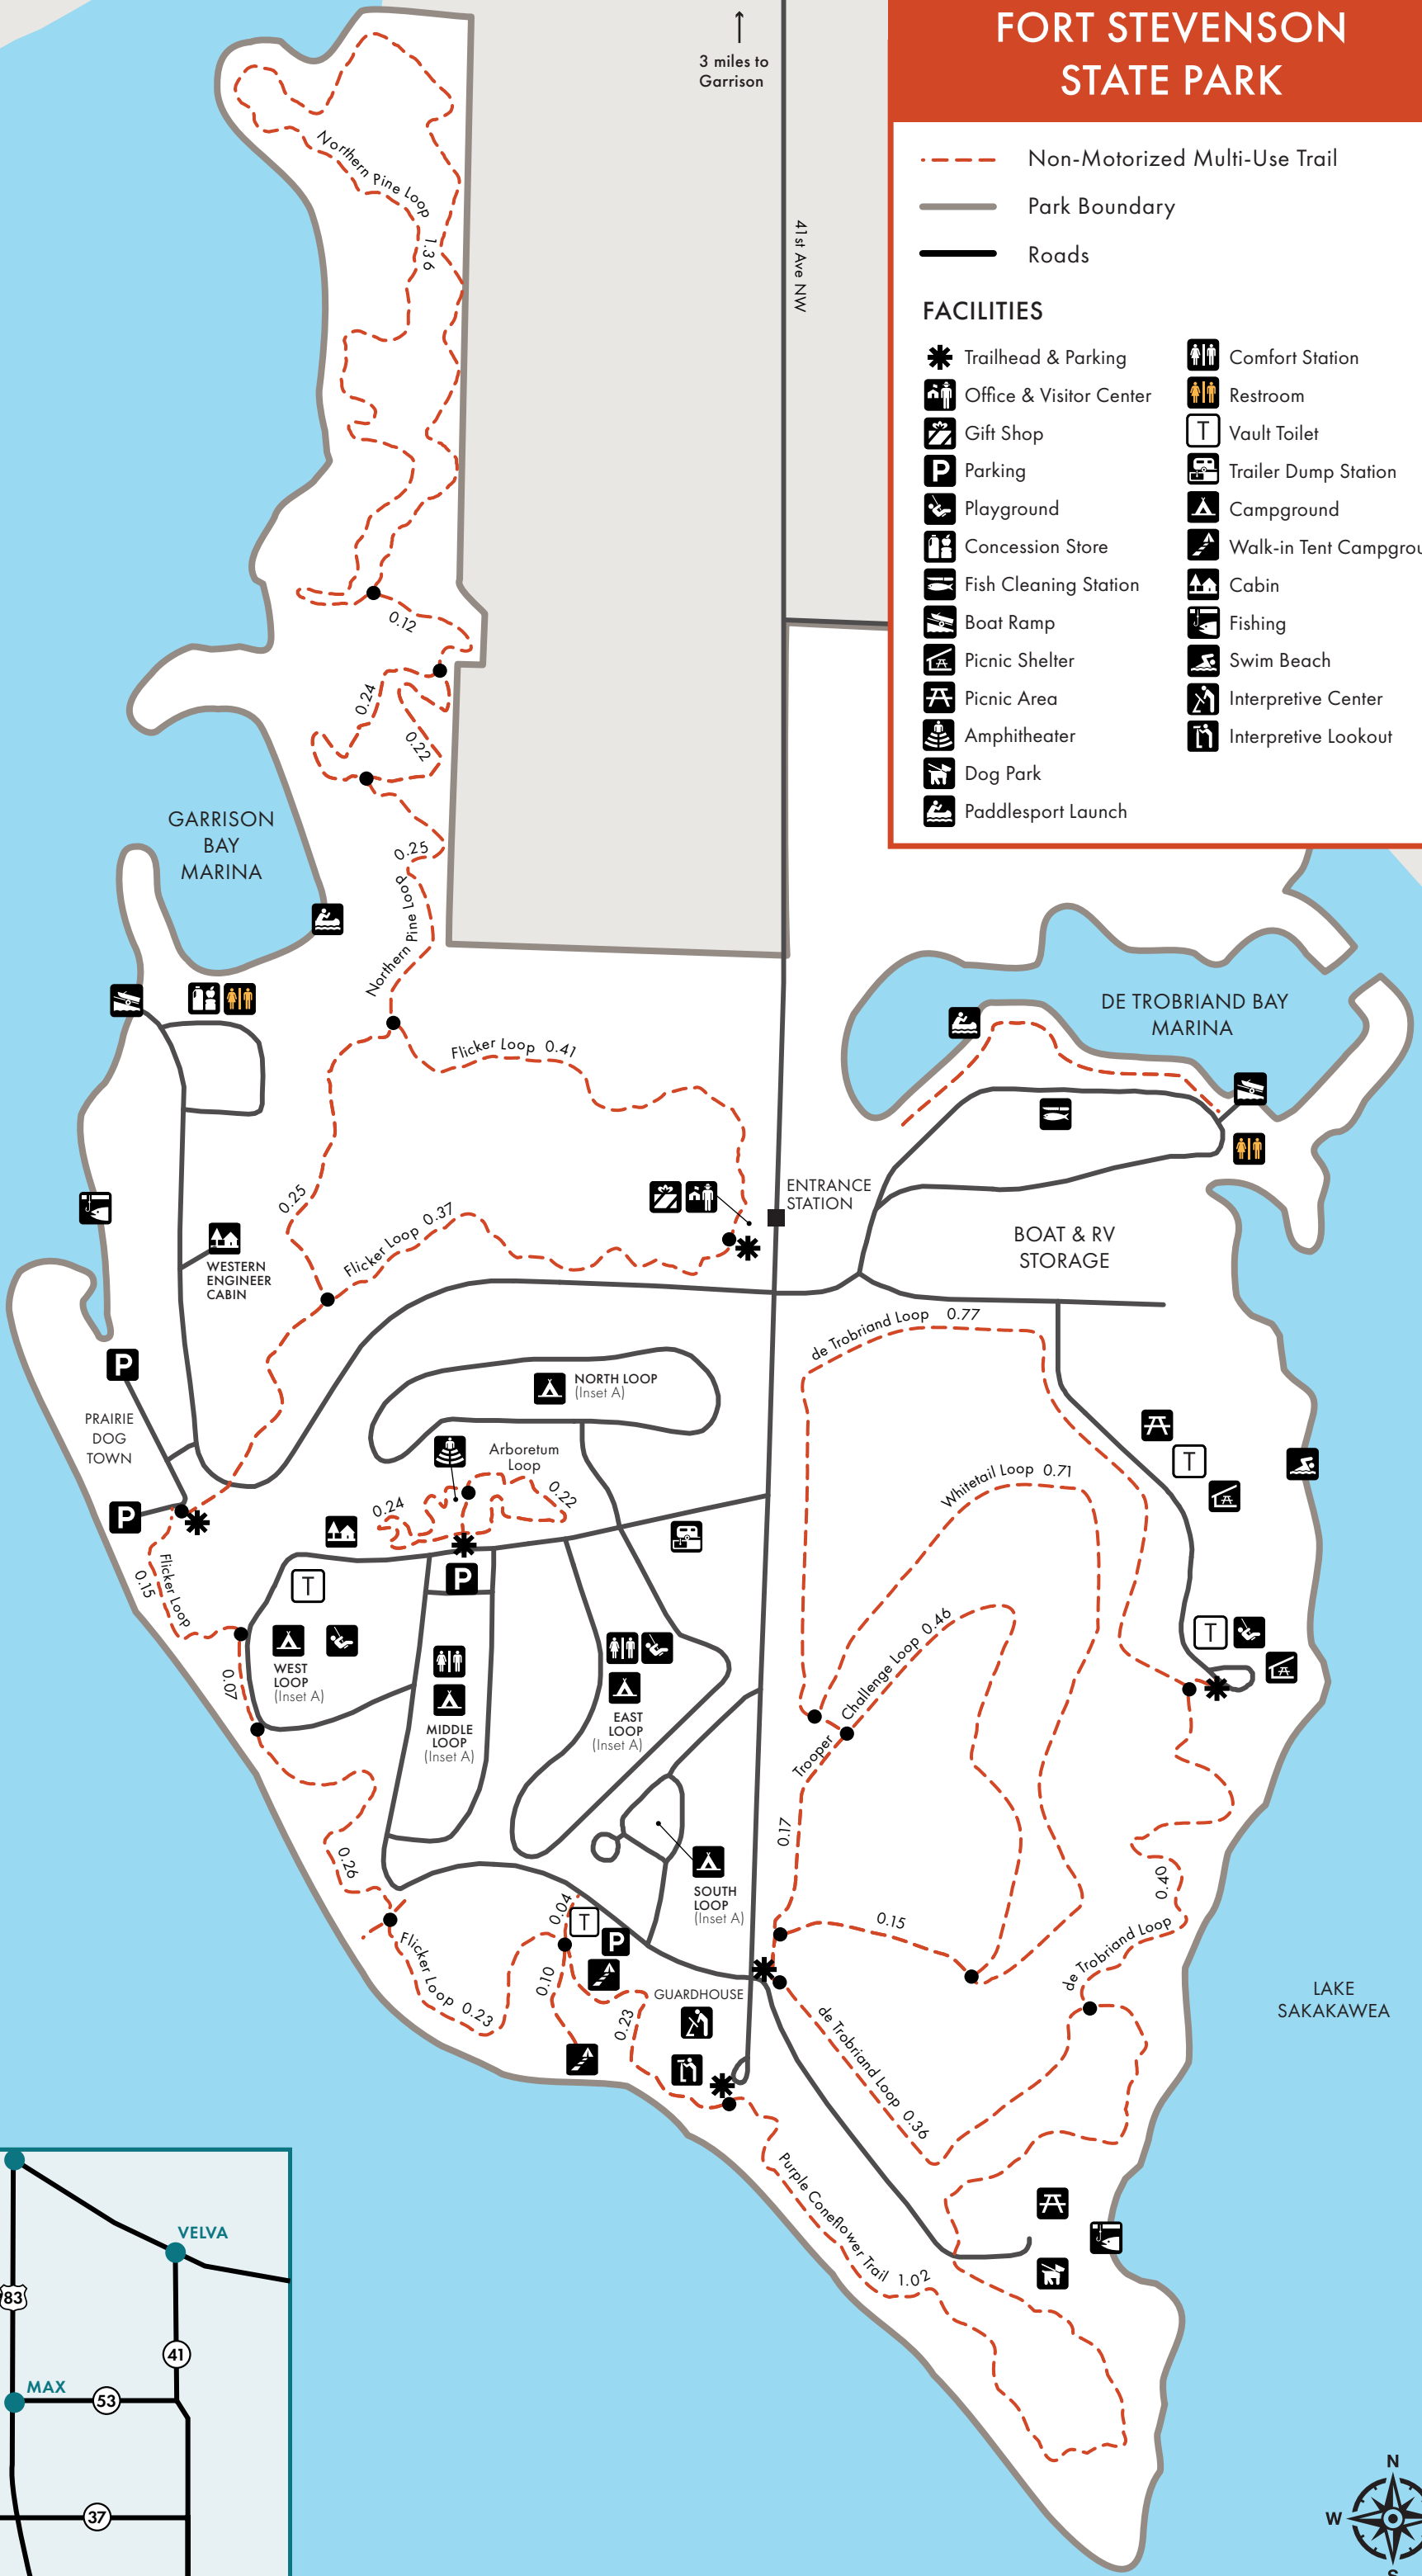 FORT STEVENSON
STATE PARK
Non-Motorized Multi-Use Trail
Park Boundary
Roads
FACILITIES
Trailhead & Parking
Office & Visitor Center
Gift Shop
P
Parking
Playground
Concession Store
Fish Cleaning Station
Boat Ramp
Picnic Shelter
Picnic Area
Amphitheater
Dog Park
Paddlesport Launch
Comfort Station
Restroom
T
Vault Toilet
Trailer Dump Station
Campground
Walk-in Tent Campgrou
Cabin
Fishing
Swim Beach
Interpretive Center
Interpretive Lookout
3 miles to
Garrison
41st Ave NW
Northern Pine Loop
1.36
0.12
0.24
0.22
0.25
Northern Pine Loop
GARRISON
BAY
MARINA
Flicker Loop 0.41
0.25
Flicker Loop 0.37
WESTERN
ENGINEER
CABIN
ENTRANCE
STATION
DE TROBRIAND BAY
MARINA
BOAT & RV
STORAGE
de Trobriand Loop 0.77
P
PRAIRIE
DOG
TOWN
P
NORTH LOOP
(Inset A)
Arboretum
Loop
0.24
0.22
P
T
WEST
LOOP
(Inset A)
MIDDLE
LOOP
(Inset A)
EAST
LOOP
(Inset A)
SOUTH
LOOP
(Inset A)
Flicker Loop
0.15
0.07
0.26
Flicker Loop 0.23
0.04
T
P
0.10
0.23
GUARDHOUSE
Whitetail Loop 0.71
Trooper
Challenge Loop 0.46
0.17
0.15
T
T
0.40
de Trobriand Loop
de Trobriand Loop 0.36
Purple Coneflower Trail 1.02
LAKE
SAKAKAWEA
VELVA
83
41
MAX
53
37
N
W